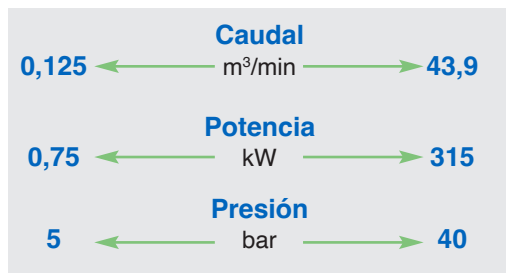 Caudal
0,125 m³/min 43,9
Potencia
0,75 kW 315
Presión
5 bar 40